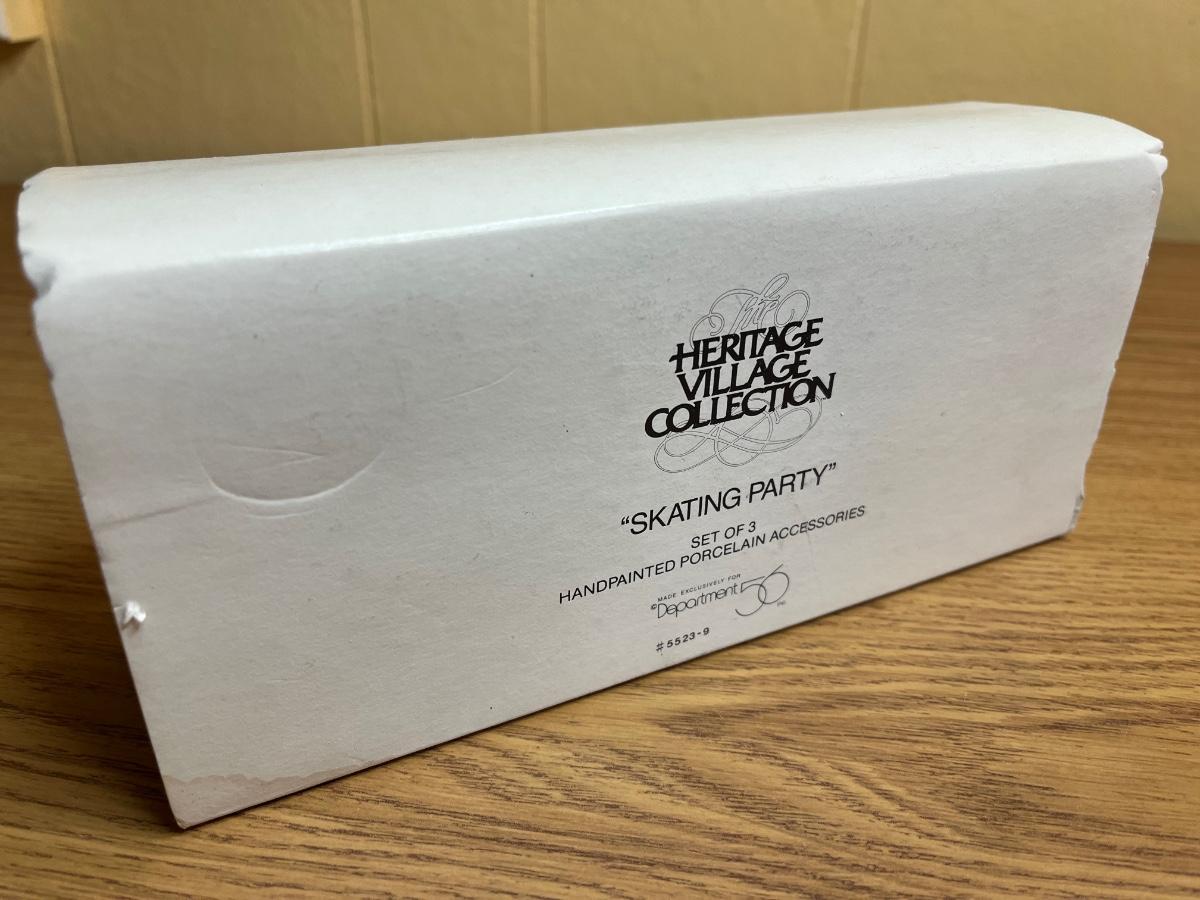 The
HERITAGE
VILLAGE
COLLECTION
“SKATING PARTY”
SET OF 3
HANDPAINTED PORCELAIN ACCESSORIES
MADE EXCLUSIVELY FOR
©Department 56 INC.
#5523-9